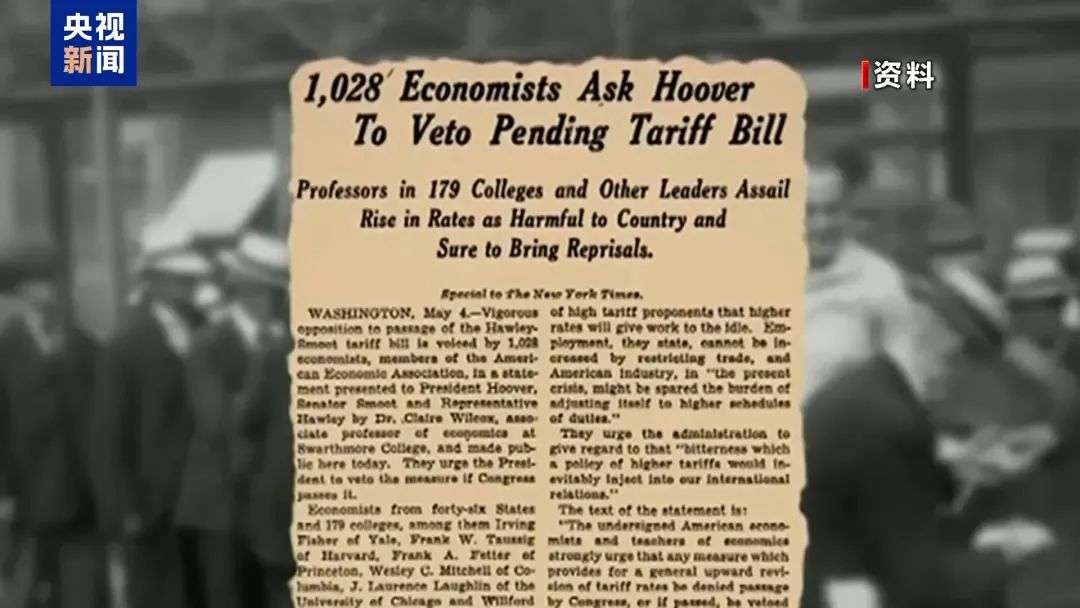 央视
新闻
资料
1,028 Economists Ask Hoover
To Veto Pending Tariff Bill
Professors in 179 Colleges and Other Leaders Assail
Rise in Rates as Harmful to Country and
Sure to Bring Reprisals.
Special to The New York Times.
WASHINGTON, May 4.—Vigorous
opposition to passage of the Hawley-
Smoot tariff bill is voiced by 1,028
economists, members of the Ameri-
can Economic Association, in a state-
ment presented to President Hoover,
Senator Smoot and Representative
Hawley by Dr. Claire Wilcox, asso-
ciate professor of economics at
Swarthmore College, and made pub-
lic here today. They urge the Presi-
dent to veto the measure if Congress
passes it.
Economists from forty-six States
and 179 colleges, among them Irving
Fisher of Yale, Frank W. Taussig
of Harvard, Frank A. Fetter of
Princeton, Wesley C. Mitchell of Co-
lumbia, J. Laurence Laughlin of the
University of Chicago and Willford
of high tariff proponents that higher
rates will give work to the idle. Em-
ployment, they state, cannot be in-
creased by restricting trade, and
American industry, in "the present
crisis, might be spared the burden of
adjusting itself to higher schedules
of duties."
They urge the administration to
give regard to that "bitterness which
a policy of higher tariffs would in-
evitably inject into our international
relations."
The text of the statement is:
"The undersigned American econo-
mists and teachers of economics
strongly urge that any measure which
provides for a general upward revi-
sion of tariff rates be denied passage
by Congress, or if passed, be vetoed